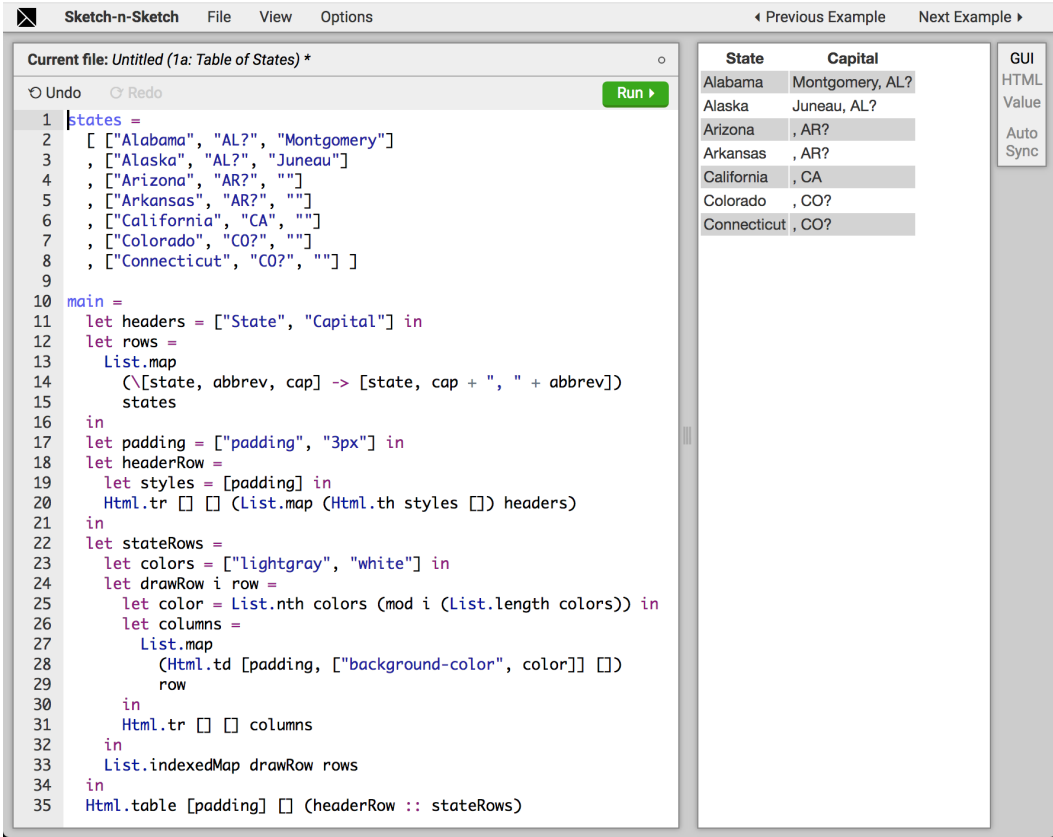 Sketch-n-Sketch File View Options Previous Example Next Example
Current file: Untitled (1a: Table of States) *
Undo Redo Run
1 states =
2   [ ["Alabama", "AL?", "Montgomery"]
3   , ["Alaska", "AL?", "Juneau"]
4   , ["Arizona", "AR?", ""]
5   , ["Arkansas", "AR?", ""]
6   , ["California", "CA", ""]
7   , ["Colorado", "CO?", ""]
8   , ["Connecticut", "CO?", ""] ]
9
10 main =
11   let headers = ["State", "Capital"] in
12   let rows =
13     List.map
14       (\[state, abbrev, cap] -> [state, cap + ", " + abbrev])
15       states
16   in
17   let padding = ["padding", "3px"] in
18   let headerRow =
19     let styles = [padding] in
20     Html.tr [] [] (List.map (Html.th styles []) headers)
21   in
22   let stateRows =
23     let colors = ["lightgray", "white"] in
24     let drawRow i row =
25       let color = List.nth colors (mod i (List.length colors)) in
26       let columns =
27         List.map
28           (Html.td [padding, ["background-color", color]] [])
29           row
30       in
31       Html.tr [] [] columns
32     in
33     List.indexedMap drawRow rows
34   in
35   Html.table [padding] [] (headerRow :: stateRows)
State Capital
Alabama Montgomery, AL?
Alaska Juneau, AL?
Arizona , AR?
Arkansas , AR?
California , CA
Colorado , CO?
Connecticut , CO?
GUI
HTML
Value
Auto
Sync